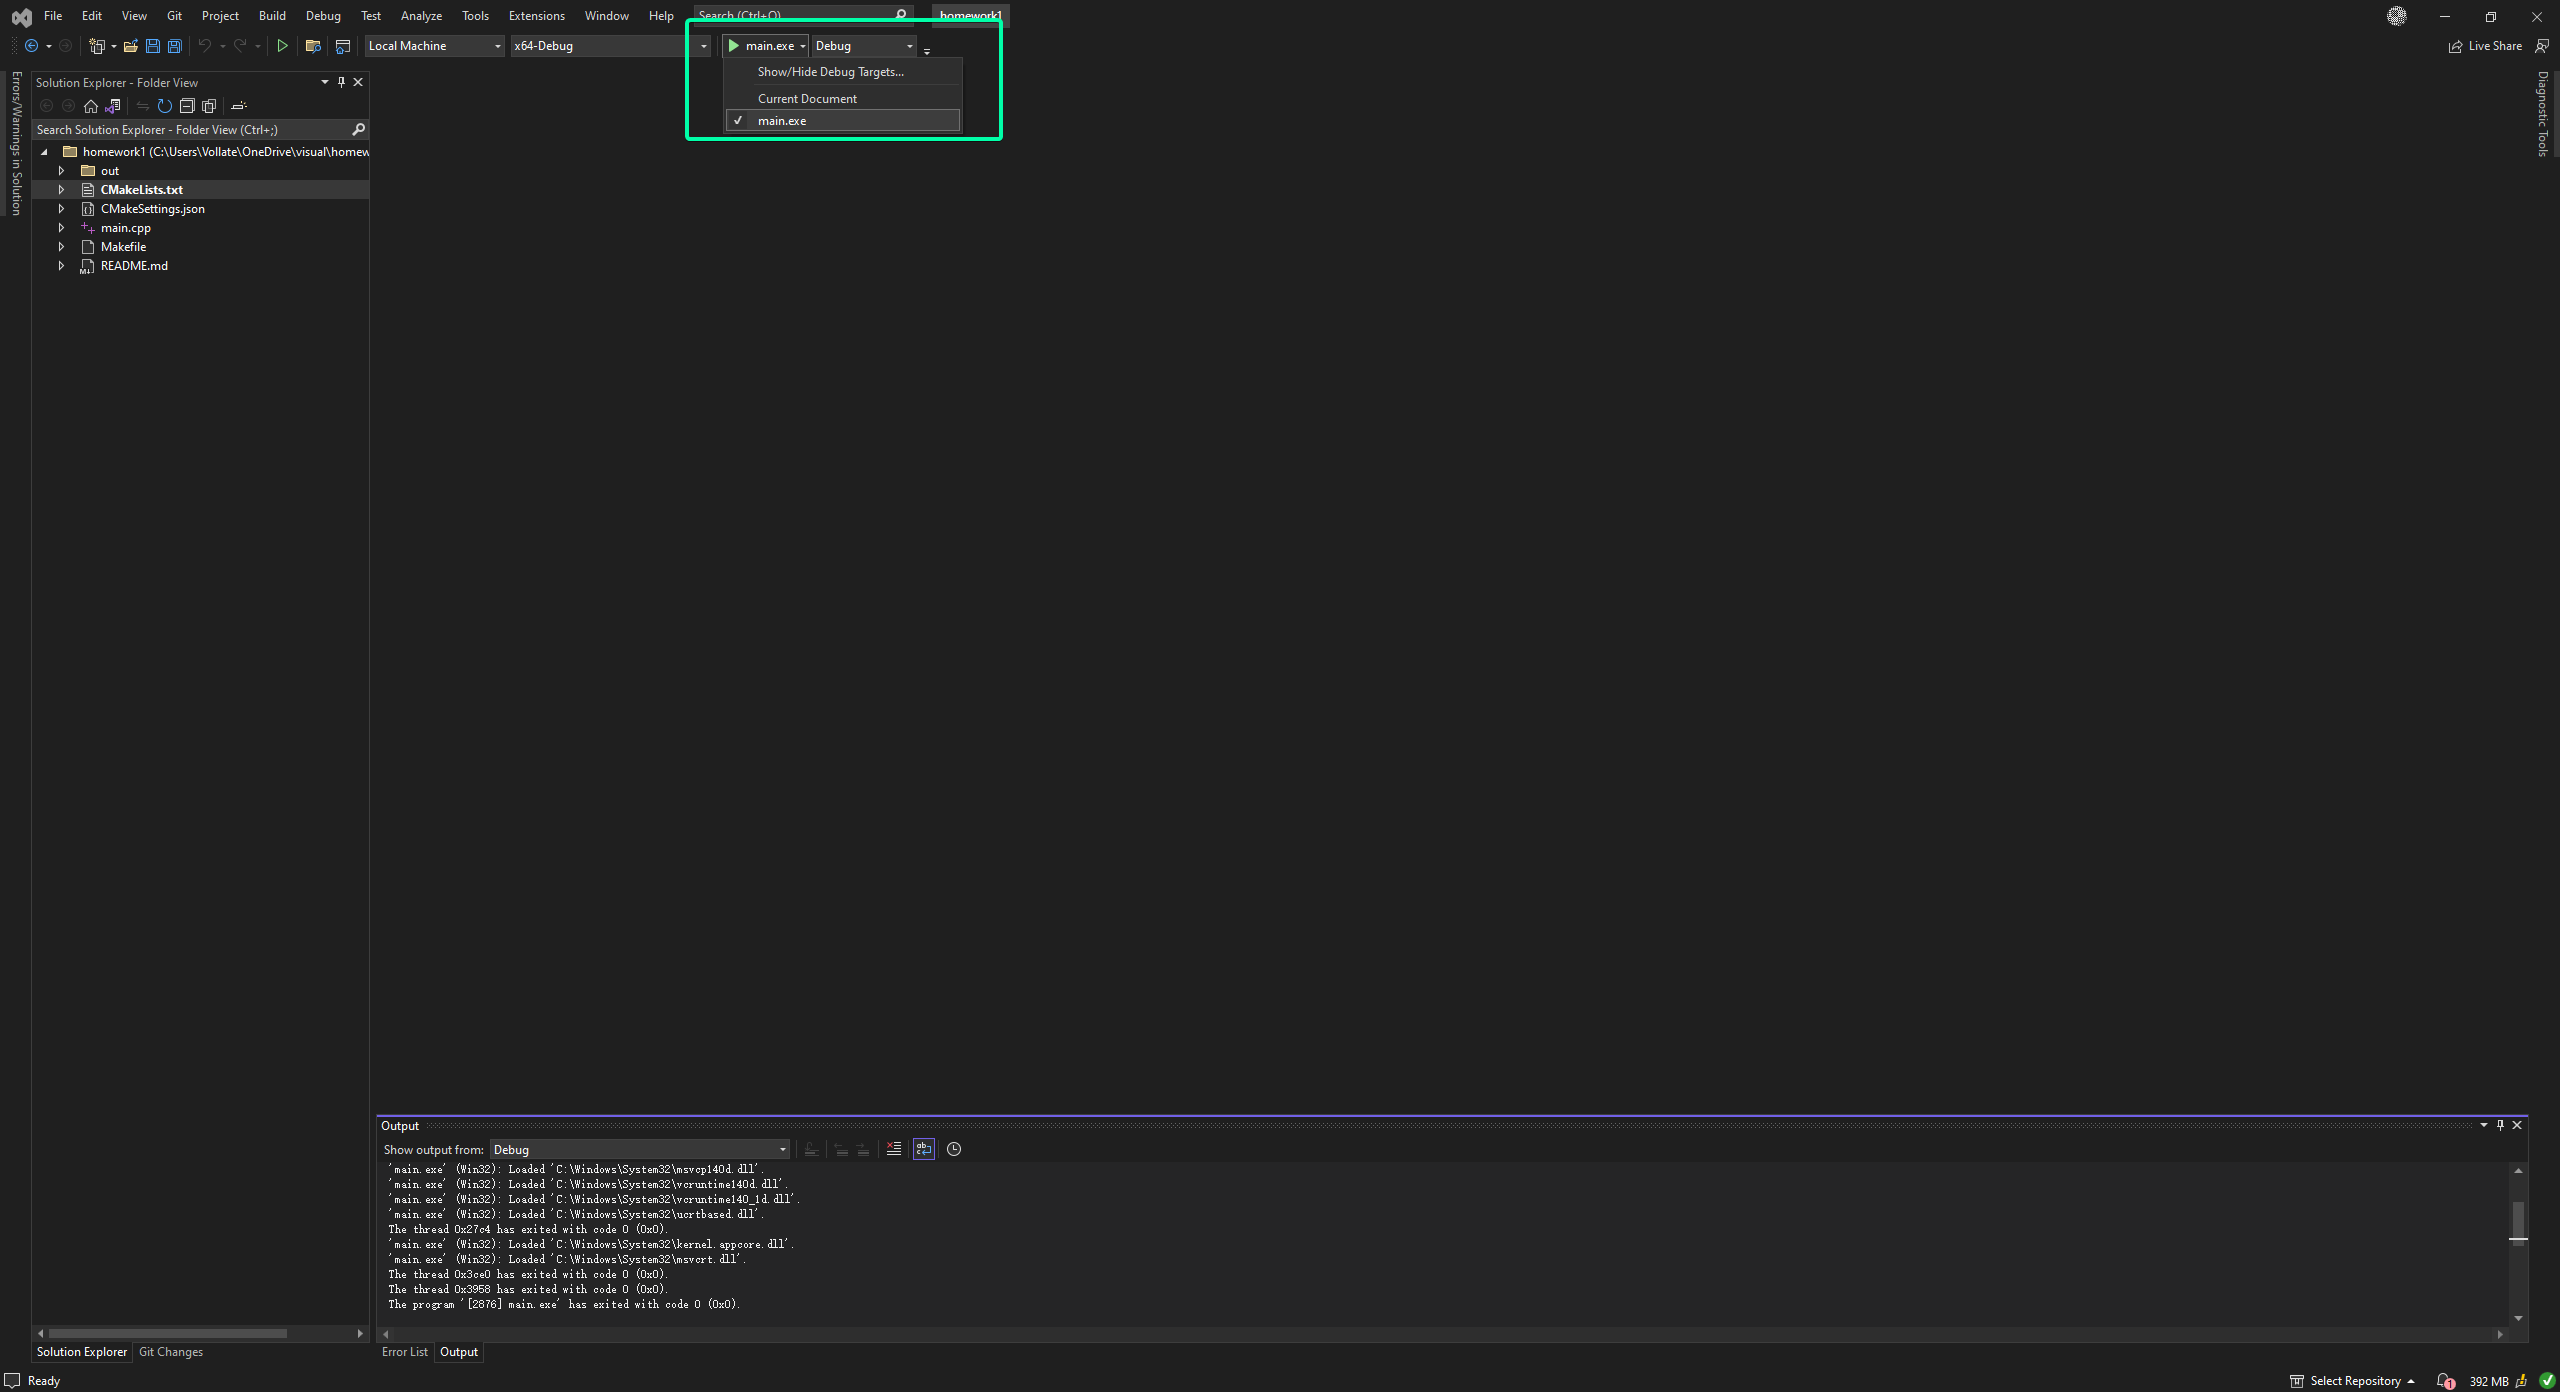 File Edit View Git Project Build Debug Test Analyze Tools Extensions Window Help Search (Ctrl+Q) homework1
Local Machine x64-Debug main.exe Debug Live Share
Show/Hide Debug Targets...
Current Document
main.exe
Errors/Warnings in Solution
Solution Explorer - Folder View
Search Solution Explorer - Folder View (Ctrl+;)
homework1 (C:\Users\Vollate\OneDrive\visual\homew
out
CMakeLists.txt
CMakeSettings.json
main.cpp
Makefile
README.md
Diagnostic Tools
Output
Show output from: Debug
'main.exe' (Win32): Loaded 'C:\Windows\System32\msvcp140d.dll'.
'main.exe' (Win32): Loaded 'C:\Windows\System32\vcruntime140d.dll'.
'main.exe' (Win32): Loaded 'C:\Windows\System32\vcruntime140_1d.dll'.
'main.exe' (Win32): Loaded 'C:\Windows\System32\ucrtbased.dll'.
The thread 0x27c4 has exited with code 0 (0x0).
'main.exe' (Win32): Loaded 'C:\Windows\System32\kernel.appcore.dll'.
'main.exe' (Win32): Loaded 'C:\Windows\System32\msvcrt.dll'.
The thread 0x3ce0 has exited with code 0 (0x0).
The thread 0x3958 has exited with code 0 (0x0).
The program '[2876] main.exe' has exited with code 0 (0x0).
Solution Explorer Git Changes
Error List Output
Ready
Select Repository 1 392 MB